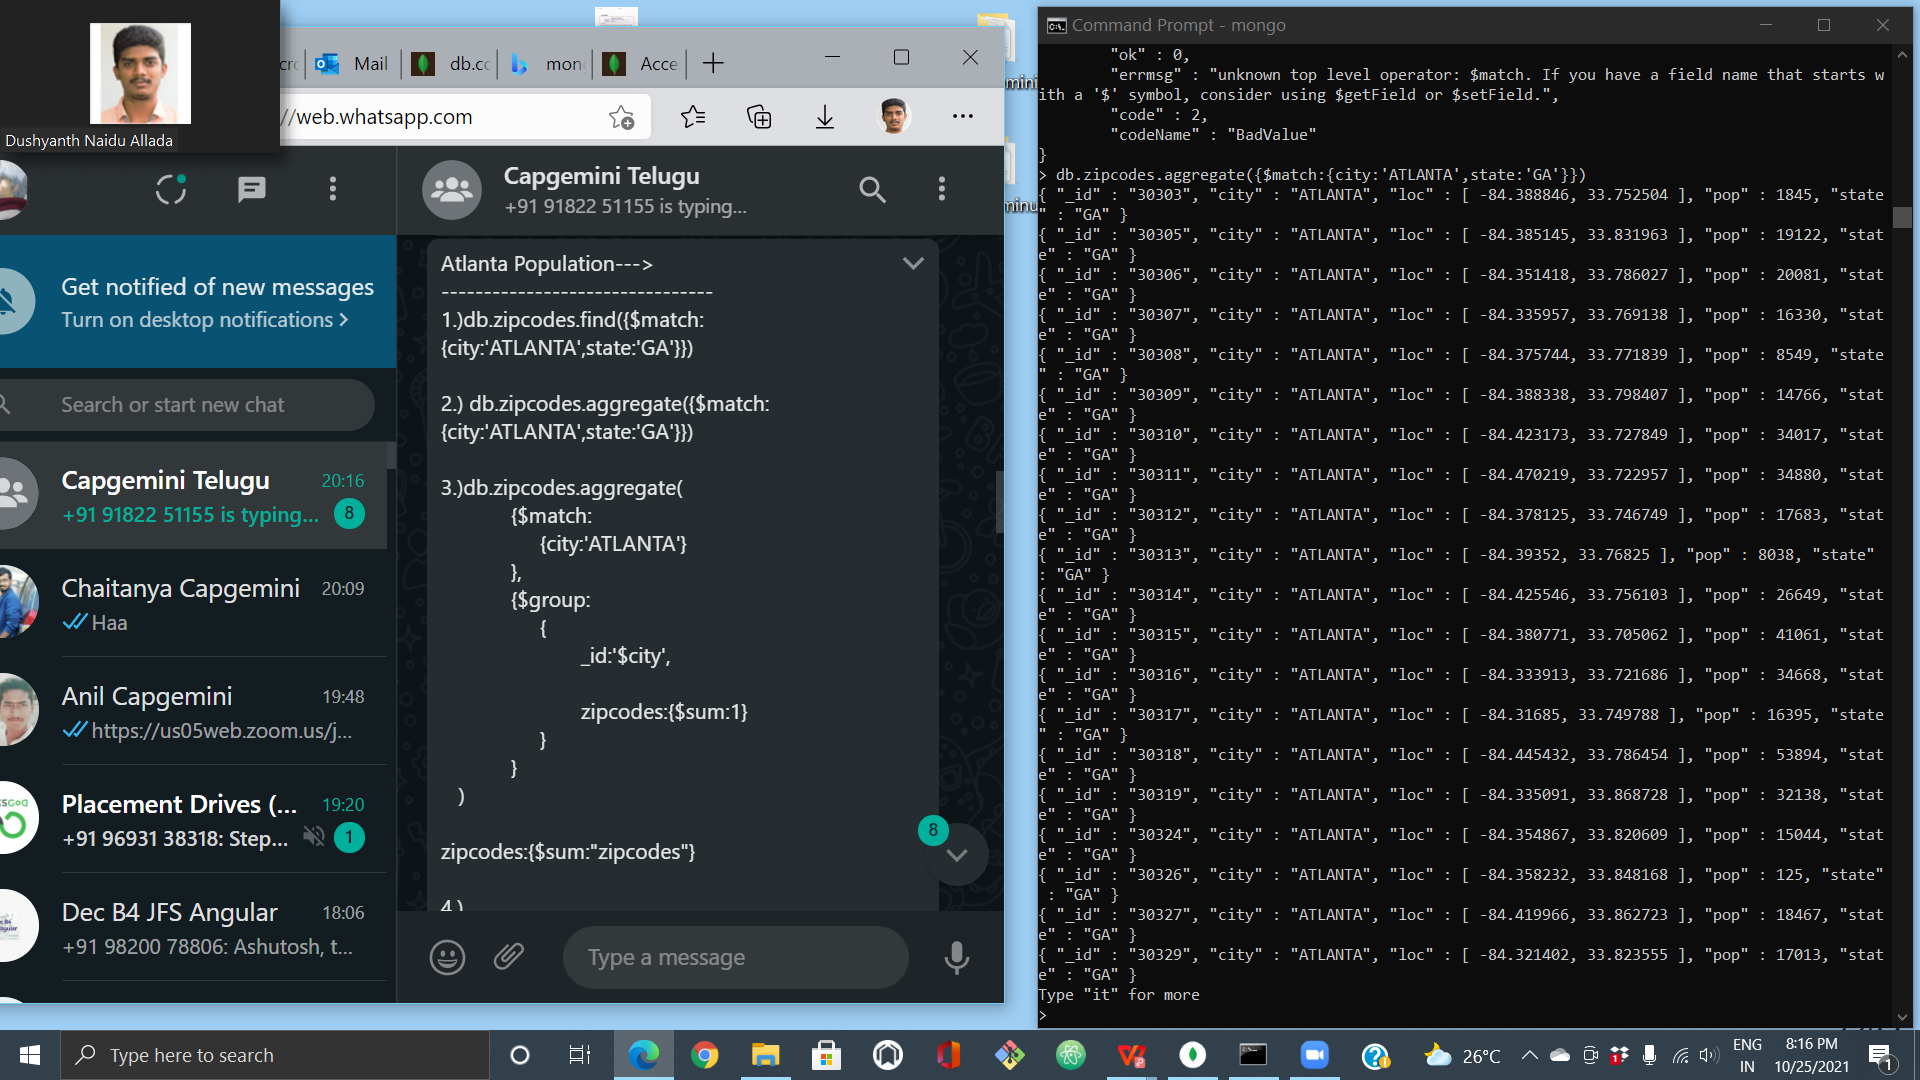 Dushyanth Naidu Allada
Mail
db.cc
mon
Acce
//web.whatsapp.com
Get notified of new messages
Turn on desktop notifications >
Search or start new chat
Capgemini Telugu 20:16
+91 91822 51155 is typing... 8
Chaitanya Capgemini 20:09
Haa
Anil Capgemini 19:48
https://us05web.zoom.us/j...
Placement Drives (... 19:20
+91 96931 38318: Step... 1
Dec B4 JFS Angular 18:06
+91 98200 78806: Ashutosh, t...
Capgemini Telugu
+91 91822 51155 is typing...
Atlanta Population--->
--------------------------------
1.)db.zipcodes.find({$match:
{city:'ATLANTA',state:'GA'}})
2.) db.zipcodes.aggregate({$match:
{city:'ATLANTA',state:'GA'}})
3.)db.zipcodes.aggregate(
{$match:
{city:'ATLANTA'}
},
{$group:
{
_id:'$city',
zipcodes:{$sum:1}
}
}
)
zipcodes:{$sum:"zipcodes"}
4.)
8
Type a message
Command Prompt - mongo
"ok" : 0,
"errmsg" : "unknown top level operator: $match. If you have a field name that starts w
ith a '$' symbol, consider using $getField or $setField.",
"code" : 2,
"codeName" : "BadValue"
}
> db.zipcodes.aggregate({$match:{city:'ATLANTA',state:'GA'}})
{ "_id" : "30303", "city" : "ATLANTA", "loc" : [ -84.388846, 33.752504 ], "pop" : 1845, "state
" : "GA" }
{ "_id" : "30305", "city" : "ATLANTA", "loc" : [ -84.385145, 33.831963 ], "pop" : 19122, "stat
e" : "GA" }
{ "_id" : "30306", "city" : "ATLANTA", "loc" : [ -84.351418, 33.786027 ], "pop" : 20081, "stat
e" : "GA" }
{ "_id" : "30307", "city" : "ATLANTA", "loc" : [ -84.335957, 33.769138 ], "pop" : 16330, "stat
e" : "GA" }
{ "_id" : "30308", "city" : "ATLANTA", "loc" : [ -84.375744, 33.771839 ], "pop" : 8549, "state
" : "GA" }
{ "_id" : "30309", "city" : "ATLANTA", "loc" : [ -84.388338, 33.798407 ], "pop" : 14766, "stat
e" : "GA" }
{ "_id" : "30310", "city" : "ATLANTA", "loc" : [ -84.423173, 33.727849 ], "pop" : 34017, "stat
e" : "GA" }
{ "_id" : "30311", "city" : "ATLANTA", "loc" : [ -84.470219, 33.722957 ], "pop" : 34880, "stat
e" : "GA" }
{ "_id" : "30312", "city" : "ATLANTA", "loc" : [ -84.378125, 33.746749 ], "pop" : 17683, "stat
e" : "GA" }
{ "_id" : "30313", "city" : "ATLANTA", "loc" : [ -84.39352, 33.76825 ], "pop" : 8038, "state"
: "GA" }
{ "_id" : "30314", "city" : "ATLANTA", "loc" : [ -84.425546, 33.756103 ], "pop" : 26649, "stat
e" : "GA" }
{ "_id" : "30315", "city" : "ATLANTA", "loc" : [ -84.380771, 33.705062 ], "pop" : 41061, "stat
e" : "GA" }
{ "_id" : "30316", "city" : "ATLANTA", "loc" : [ -84.333913, 33.721686 ], "pop" : 34668, "stat
e" : "GA" }
{ "_id" : "30317", "city" : "ATLANTA", "loc" : [ -84.31685, 33.749788 ], "pop" : 16395, "state
" : "GA" }
{ "_id" : "30318", "city" : "ATLANTA", "loc" : [ -84.445432, 33.786454 ], "pop" : 53894, "stat
e" : "GA" }
{ "_id" : "30319", "city" : "ATLANTA", "loc" : [ -84.335091, 33.868728 ], "pop" : 32138, "stat
e" : "GA" }
{ "_id" : "30324", "city" : "ATLANTA", "loc" : [ -84.354867, 33.820609 ], "pop" : 15044, "stat
e" : "GA" }
{ "_id" : "30326", "city" : "ATLANTA", "loc" : [ -84.358232, 33.848168 ], "pop" : 125, "state"
: "GA" }
{ "_id" : "30327", "city" : "ATLANTA", "loc" : [ -84.419966, 33.862723 ], "pop" : 18467, "stat
e" : "GA" }
{ "_id" : "30329", "city" : "ATLANTA", "loc" : [ -84.321402, 33.823555 ], "pop" : 17013, "stat
e" : "GA" }
Type "it" for more
>
Type here to search
26°C
ENG
IN
8:16 PM
10/25/2021
1